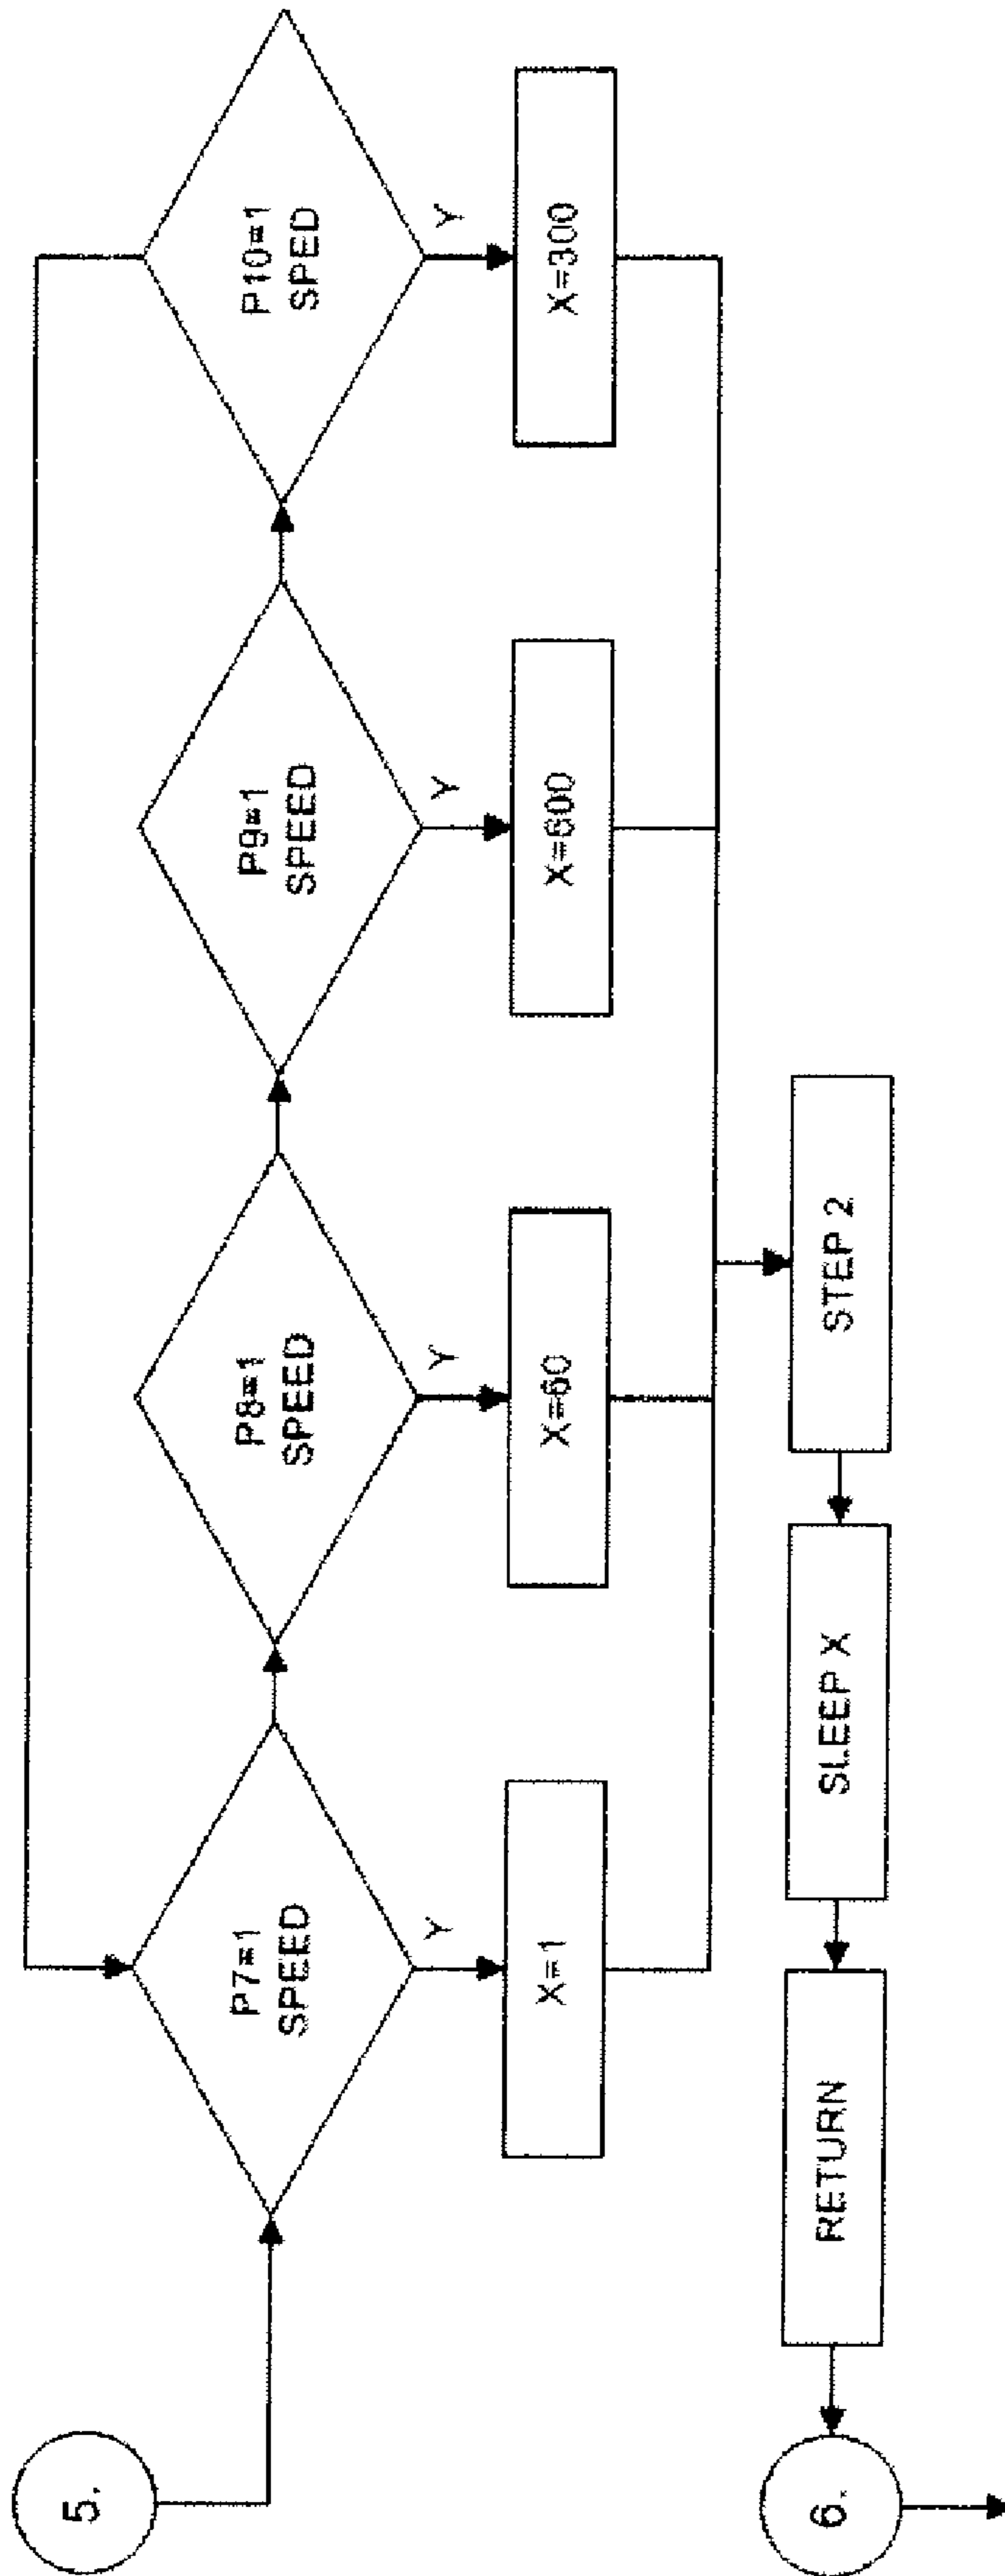 5.
P7=1
SPEED
P8=1
SPEED
P9=1
SPEED
P10=1
SPED
Y
Y
Y
Y
X=1
X=60
X=600
X=300
STEP 2
SLEEP X
RETURN
6.